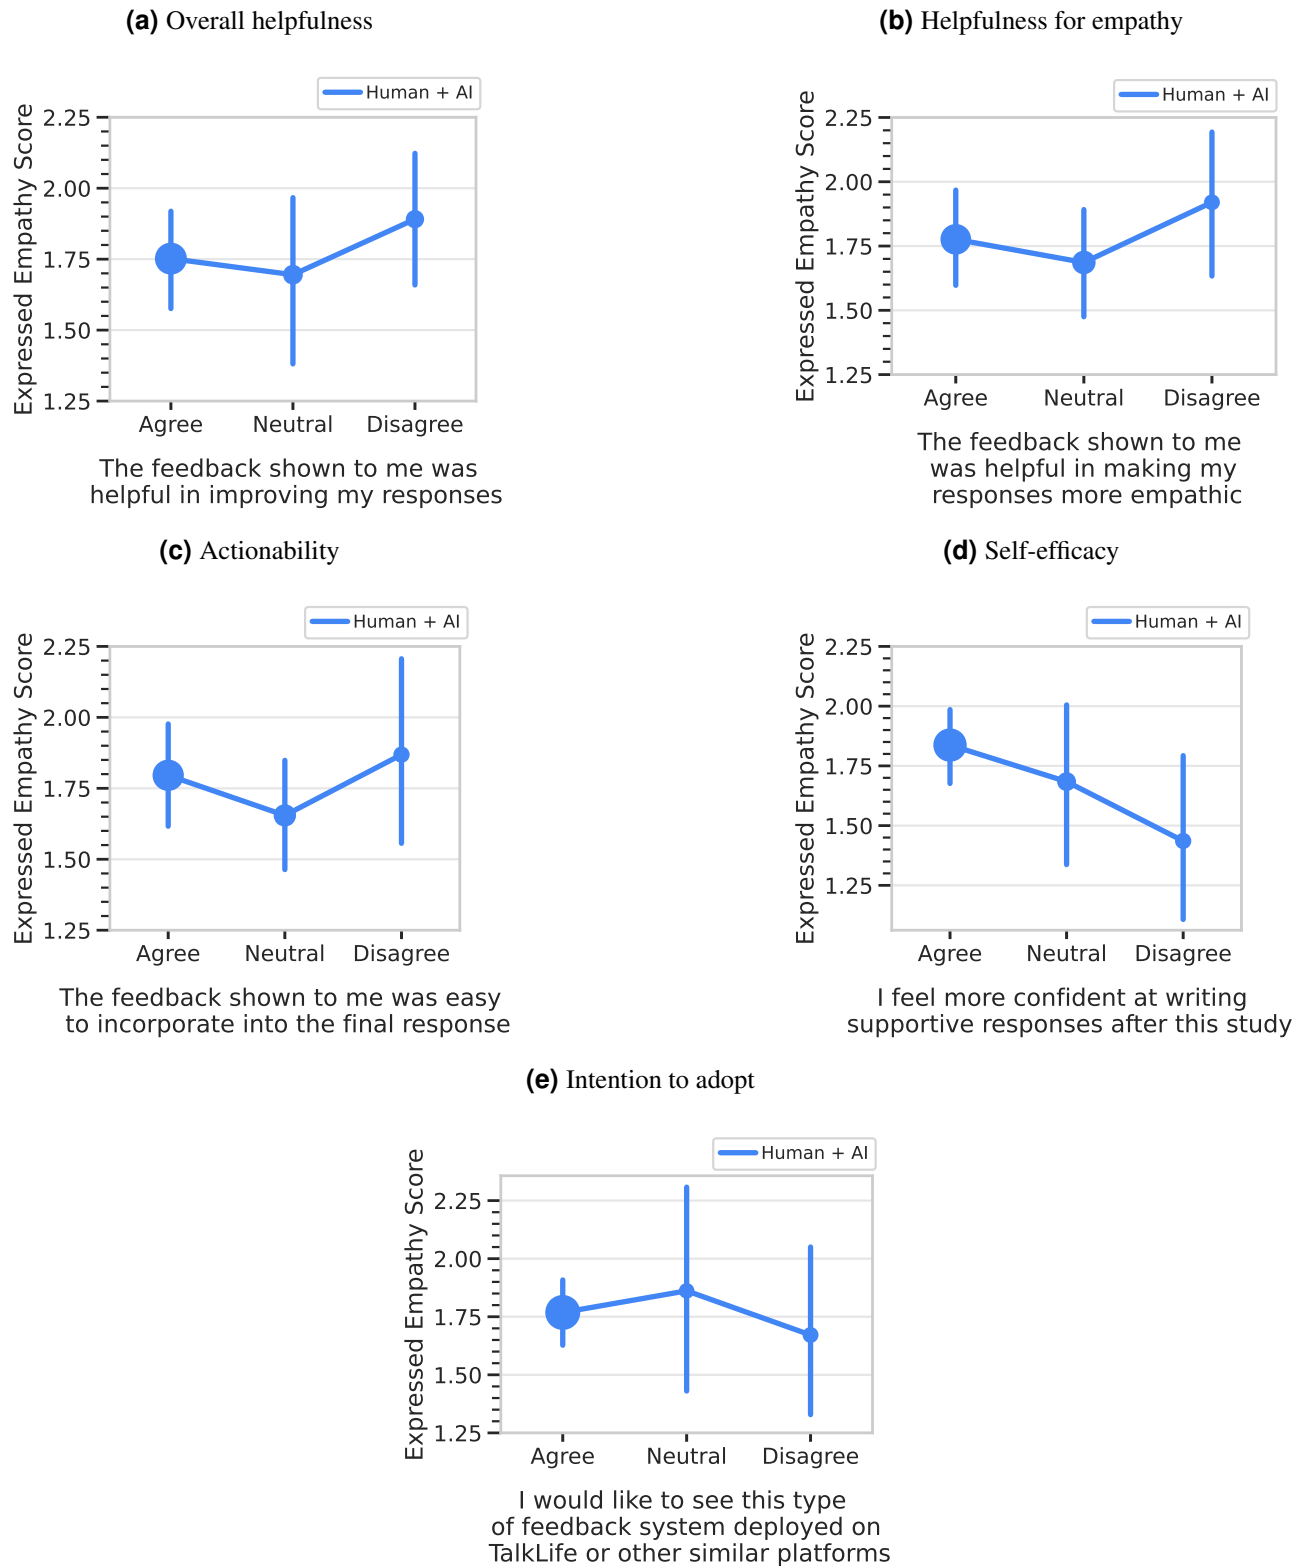 (a) Overall helpfulness
Human + AI
Expressed Empathy Score
2.25
2.00
1.75
1.50
1.25
Agree Neutral Disagree
The feedback shown to me was
helpful in improving my responses
(b) Helpfulness for empathy
Human + AI
Expressed Empathy Score
2.25
2.00
1.75
1.50
1.25
Agree Neutral Disagree
The feedback shown to me
was helpful in making my
responses more empathic
(c) Actionability
Human + AI
Expressed Empathy Score
2.25
2.00
1.75
1.50
1.25
Agree Neutral Disagree
The feedback shown to me was easy
to incorporate into the final response
(d) Self-efficacy
Human + AI
Expressed Empathy Score
2.25
2.00
1.75
1.50
1.25
Agree Neutral Disagree
I feel more confident at writing
supportive responses after this study
(e) Intention to adopt
Human + AI
Expressed Empathy Score
2.25
2.00
1.75
1.50
1.25
Agree Neutral Disagree
I would like to see this type
of feedback system deployed on
TalkLife or other similar platforms